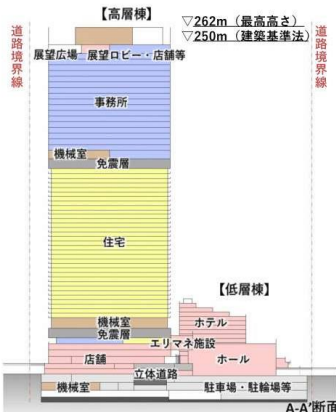 【高層棟】
▽262m（最高高さ）
▽250m（建築基準法）
道路境界線
道路境界線
展望広場
展望ロビー・店舗等
事務所
機械室
免震層
住宅
【低層棟】
機械室
ホテル
免震層
エリマネ施設
店舗
ホール
立体道路
機械室
駐車場・駐輪場等
A-A'断面